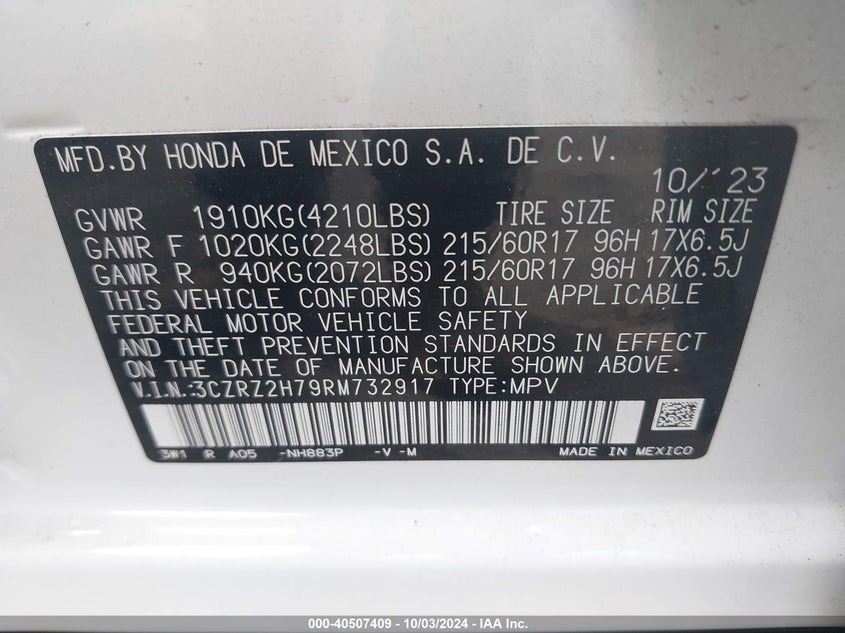 MFD.BY HONDA DE MEXICO S.A. DE C.V.
10/'23
GVWR 1910KG(4210LBS) TIRE SIZE RIM SIZE
GAWR F 1020KG(2248LBS) 215/60R17 96H 17X6.5J
GAWR R 940KG(2072LBS) 215/60R17 96H 17X6.5J
THIS VEHICLE CONFORMS TO ALL APPLICABLE
FEDERAL MOTOR VEHICLE SAFETY
AND THEFT PREVENTION STANDARDS IN EFFECT
ON THE DATE OF MANUFACTURE SHOWN ABOVE.
V.I.N.:3CZRZ2H79RM732917 TYPE:MPV
3W1 R A05 -NH883P -V -M MADE IN MEXICO
000-40507409 - 10/03/2024 - IAA Inc.